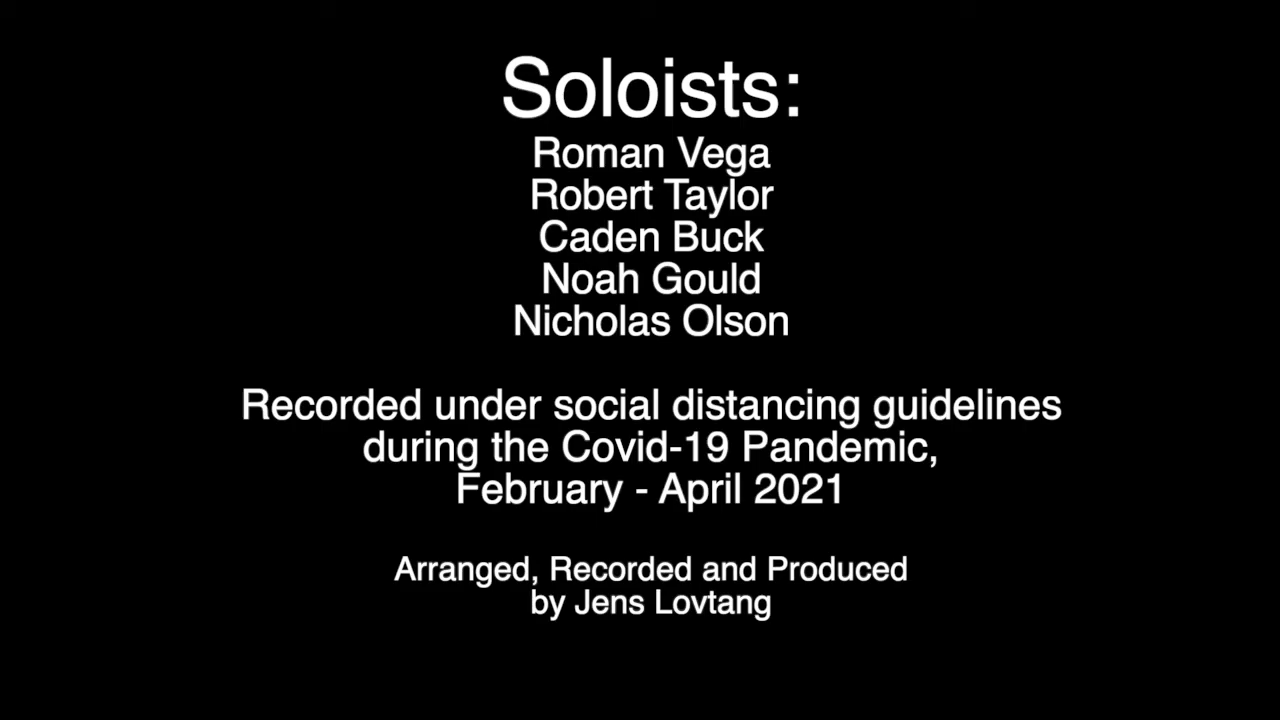 Soloists:
Roman Vega
Robert Taylor
Caden Buck
Noah Gould
Nicholas Olson
Recorded under social distancing guidelines
during the Covid-19 Pandemic,
February - April 2021
Arranged, Recorded and Produced
by Jens Lovtang